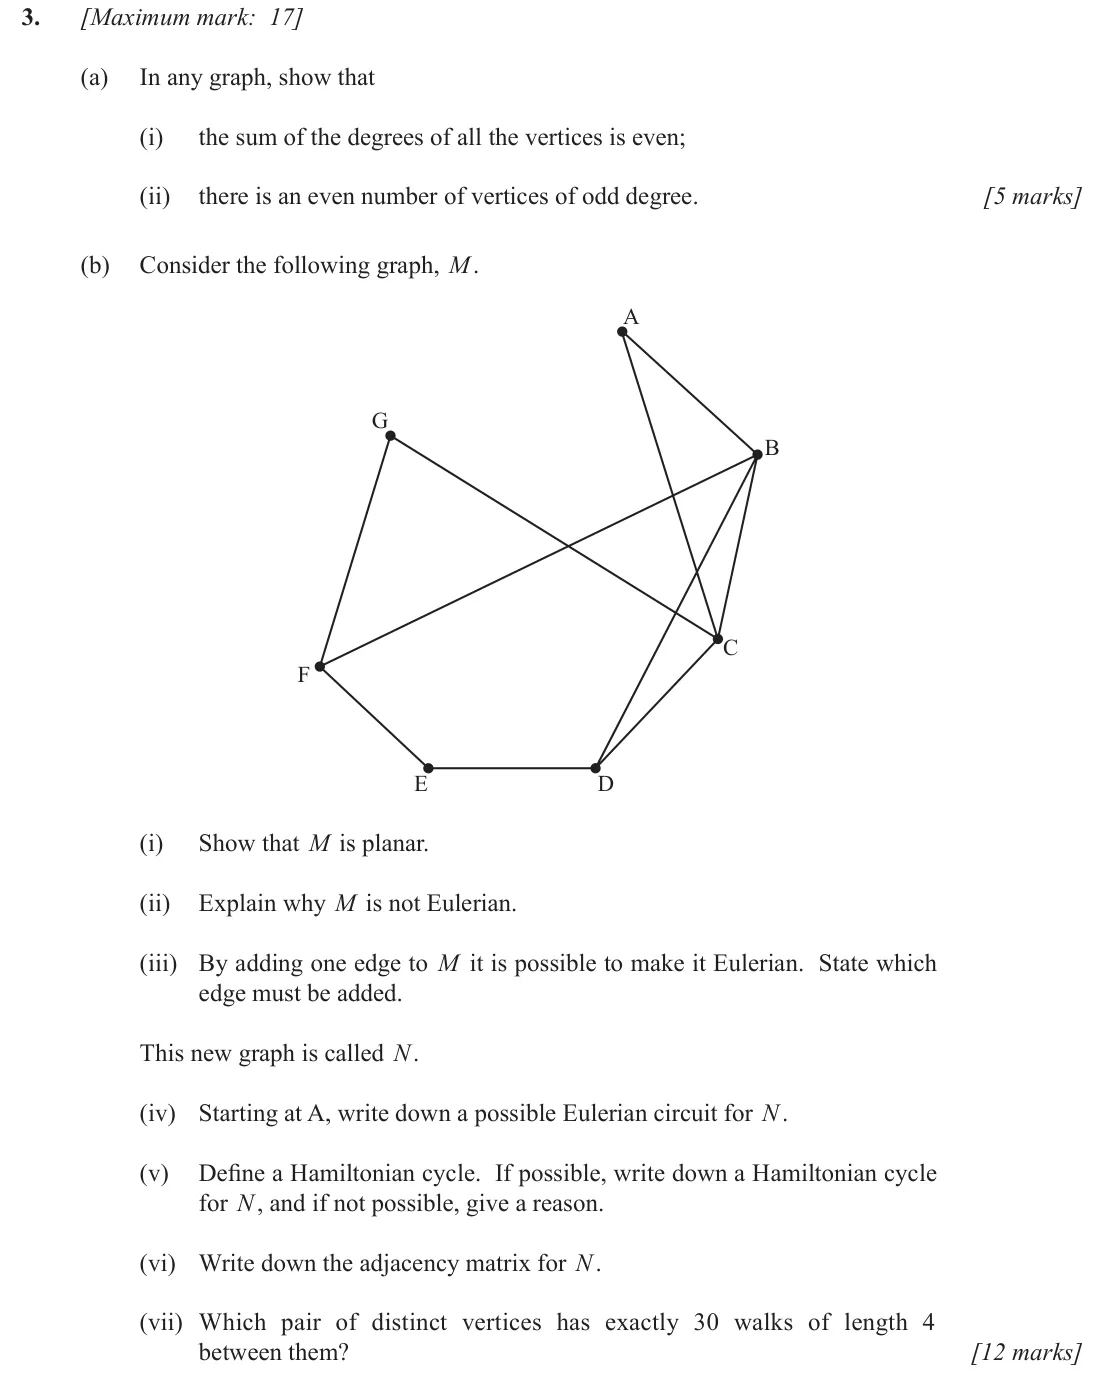 3. [Maximum mark: 17]
(a) In any graph, show that
(i) the sum of the degrees of all the vertices is even;
(ii) there is an even number of vertices of odd degree. [5 marks]
(b) Consider the following graph, M.
A
G
B
C
F
E
D
(i) Show that M is planar.
(ii) Explain why M is not Eulerian.
(iii) By adding one edge to M it is possible to make it Eulerian. State which
edge must be added.
This new graph is called N.
(iv) Starting at A, write down a possible Eulerian circuit for N.
(v) Define a Hamiltonian cycle. If possible, write down a Hamiltonian cycle
for N, and if not possible, give a reason.
(vi) Write down the adjacency matrix for N.
(vii) Which pair of distinct vertices has exactly 30 walks of length 4
between them? [12 marks]